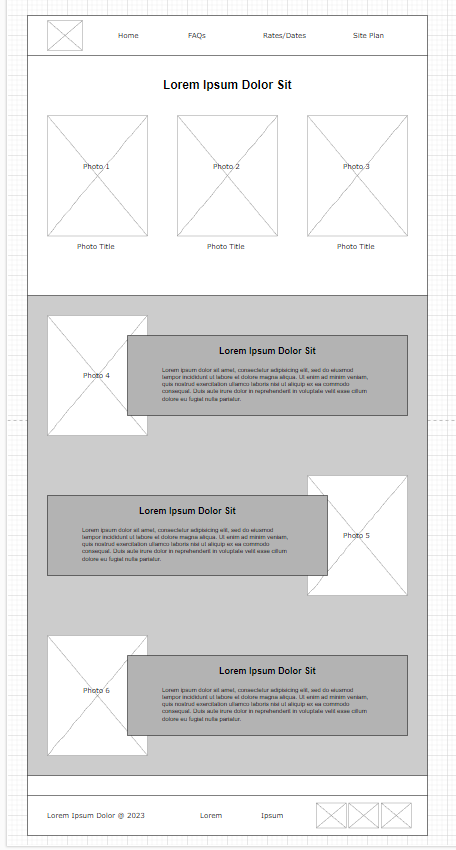 Home FAQs Rates/Dates Site Plan
Lorem Ipsum Dolor Sit
Photo 1 Photo 2 Photo 3
Photo Title Photo Title Photo Title
Photo 4
Lorem Ipsum Dolor Sit
Lorem ipsum dolor sit amet, consectetur adipisicing elit, sed do eiusmod
tempor incididunt ut labore et dolore magna aliqua. Ut enim ad minim veniam,
quis nostrud exercitation ullamco laboris nisi ut aliquip ex ea commodo
consequat. Duis aute irure dolor in reprehenderit in voluptate velit esse cillum
dolore eu fugiat nulla pariatur.
Lorem Ipsum Dolor Sit
Lorem ipsum dolor sit amet, consectetur adipisicing elit, sed do eiusmod
tempor incididunt ut labore et dolore magna aliqua. Ut enim ad minim veniam,
quis nostrud exercitation ullamco laboris nisi ut aliquip ex ea commodo
consequat. Duis aute irure dolor in reprehenderit in voluptate velit esse cillum
dolore eu fugiat nulla pariatur.
Photo 5
Photo 6
Lorem Ipsum Dolor Sit
Lorem ipsum dolor sit amet, consectetur adipisicing elit, sed do eiusmod
tempor incididunt ut labore et dolore magna aliqua. Ut enim ad minim veniam,
quis nostrud exercitation ullamco laboris nisi ut aliquip ex ea commodo
consequat. Duis aute irure dolor in reprehenderit in voluptate velit esse cillum
dolore eu fugiat nulla pariatur.
Lorem Ipsum Dolor @ 2023 Lorem Ipsum